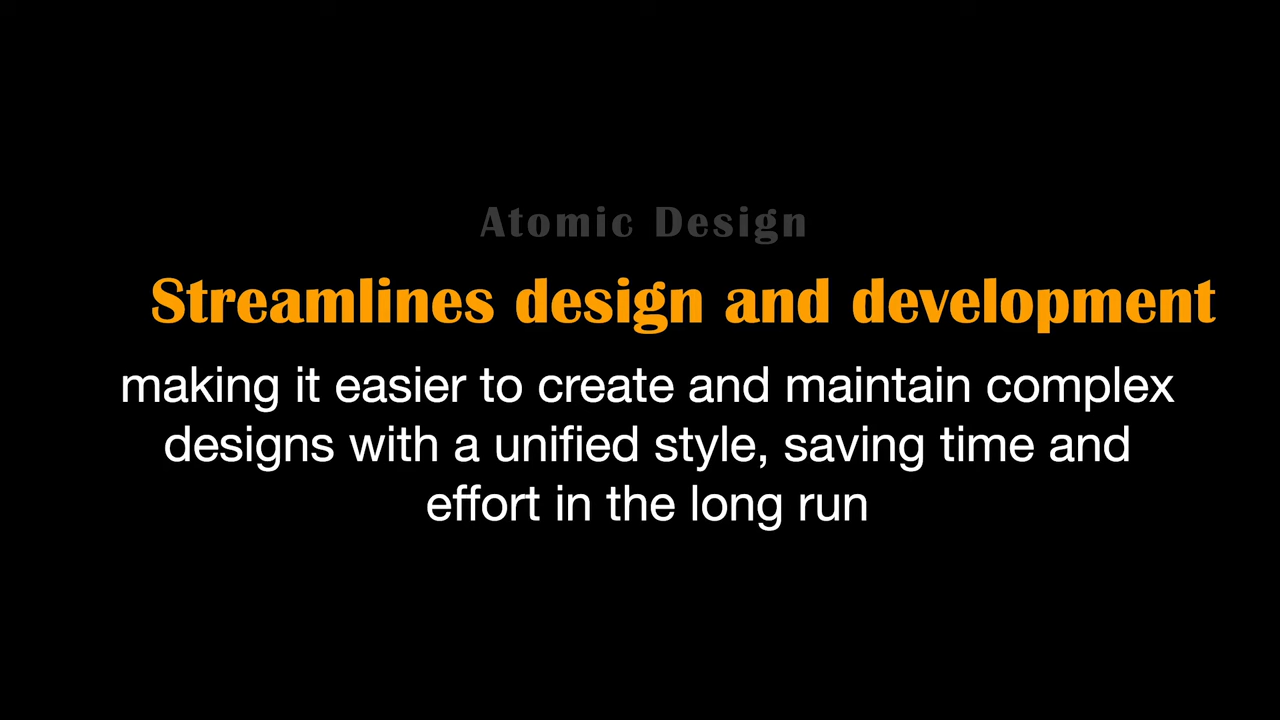 Atomic Design
Streamlines design and development
making it easier to create and maintain complex
designs with a unified style, saving time and
effort in the long run